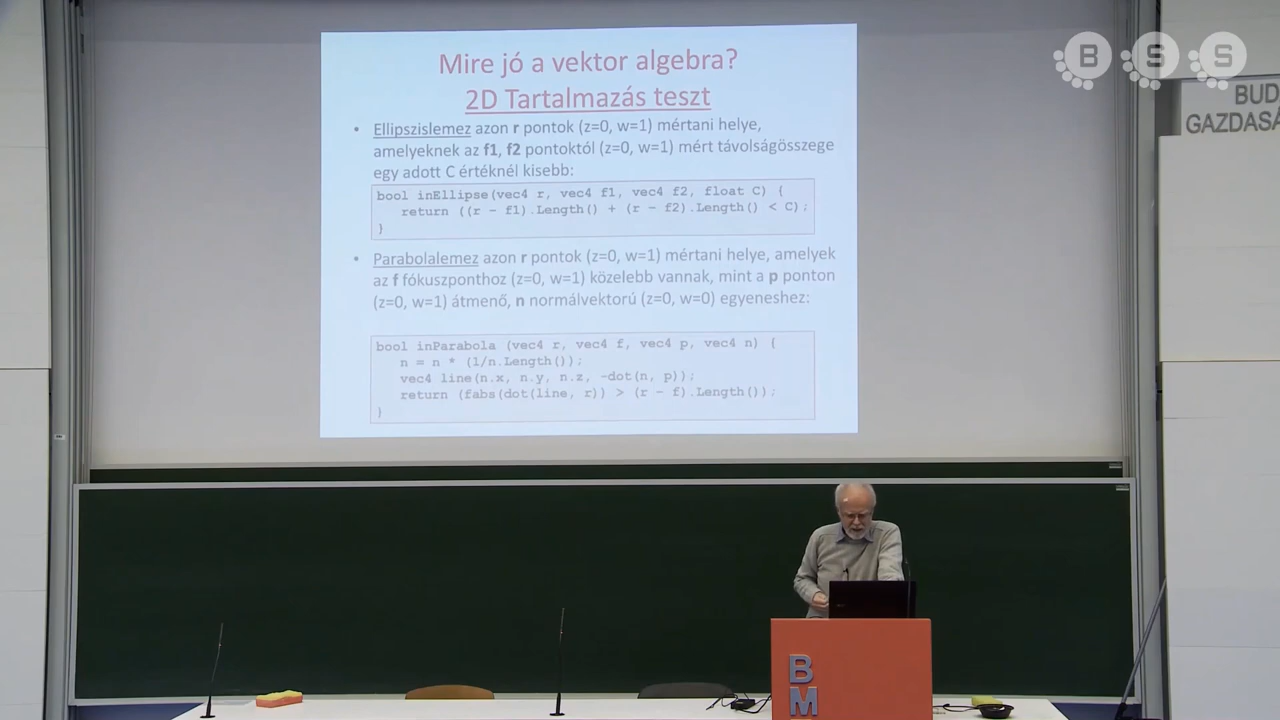 Mire jó a vektor algebra?
2D Tartalmazás teszt
• Ellipszislemez azon r pontok (z=0, w=1) mértani helye,
amelyeknek az f1, f2 pontoktól (z=0, w=1) mért távolságösszege
egy adott C értéknél kisebb:
bool inEllipse(vec4 r, vec4 f1, vec4 f2, float C) {
return ((r - f1).Length() + (r - f2).Length() < C);
}
• Parabolalemez azon r pontok (z=0, w=1) mértani helye, amelyek
az f fókuszponthoz (z=0, w=1) közelebb vannak, mint a p ponton
(z=0, w=1) átmenő, n normálvektorú (z=0, w=0) egyeneshez:
bool inParabola (vec4 r, vec4 f, vec4 p, vec4 n) {
n = n * (1/n.Length());
vec4 line(n.x, n.y, n.z, -dot(n, p));
return (fabs(dot(line, r)) > (r - f).Length());
}
B S S
BUD
GAZDASÁ
B
M